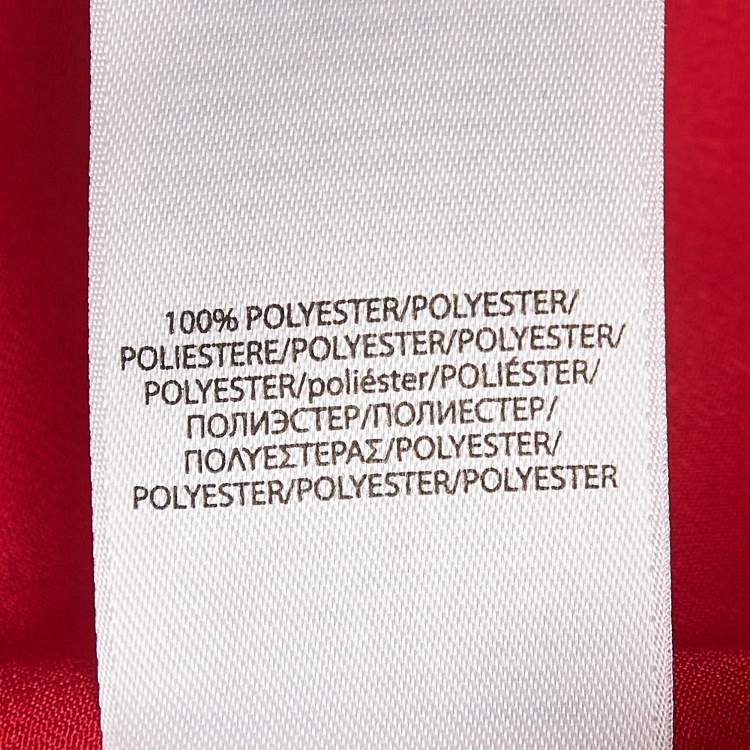 100% POLYESTER/POLYESTER/
POLIESTERE/POLYESTER/POLYESTER/
POLYESTER/poliéster/POLIÉSTER/
ПОЛИЭСТЕР/ПОЛИЕСТЕР/
ΠΟΛΥΕΣΤΕΡΑΣ/POLYESTER/
POLYESTER/POLYESTER/POLYESTER